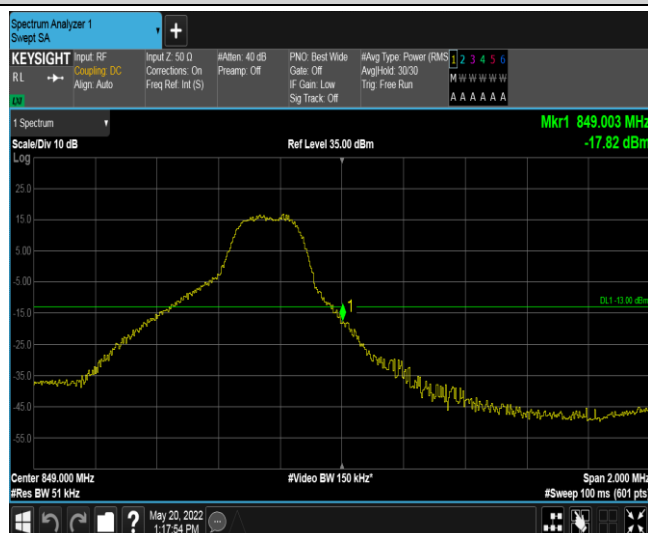 Spectrum Analyzer 1
Swept SA
+
KEYSIGHT
RL
Input: RF
Coupling: DC
Align: Auto
Input Z: 50 Ω
Corrections: On
Freq Ref: Int (S)
#Atten: 40 dB
Preamp: Off
PNO: Best Wide
Gate: Off
IF Gain: Low
Sig Track: Off
#Avg Type: Power (RMS
Avg|Hold: 30/30
Trig: Free Run
1 2 3 4 5 6
M W W W W W
A A A A A A
1 Spectrum
Mkr1 849.003 MHz
Scale/Div 10 dB
Ref Level 35.00 dBm
-17.82 dBm
Log
25.0
15.0
5.00
-5.00
DL1 -13.00 dBm
1
-15.0
-25.0
-35.0
-45.0
-55.0
Center 849.000 MHz
#Video BW 150 kHz*
Span 2.000 MHz
#Res BW 51 kHz
#Sweep 100 ms (601 pts)
?
May 20, 2022
1:17:54 PM